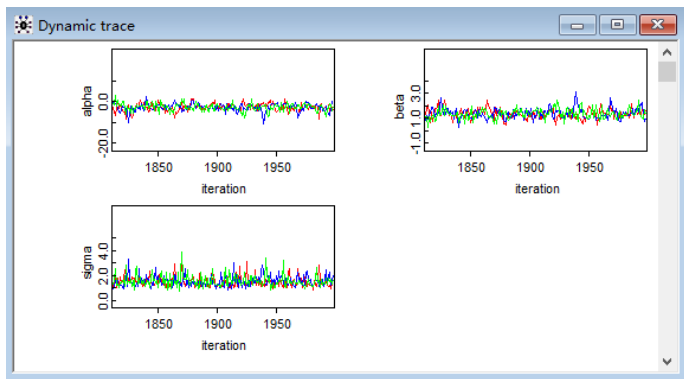 Dynamic trace
alpha
0.0
-20.0
1850 1900 1950
iteration
beta
3.0
1.0
-1.0
1850 1900 1950
iteration
sigma
4.0
2.0
0.0
1850 1900 1950
iteration